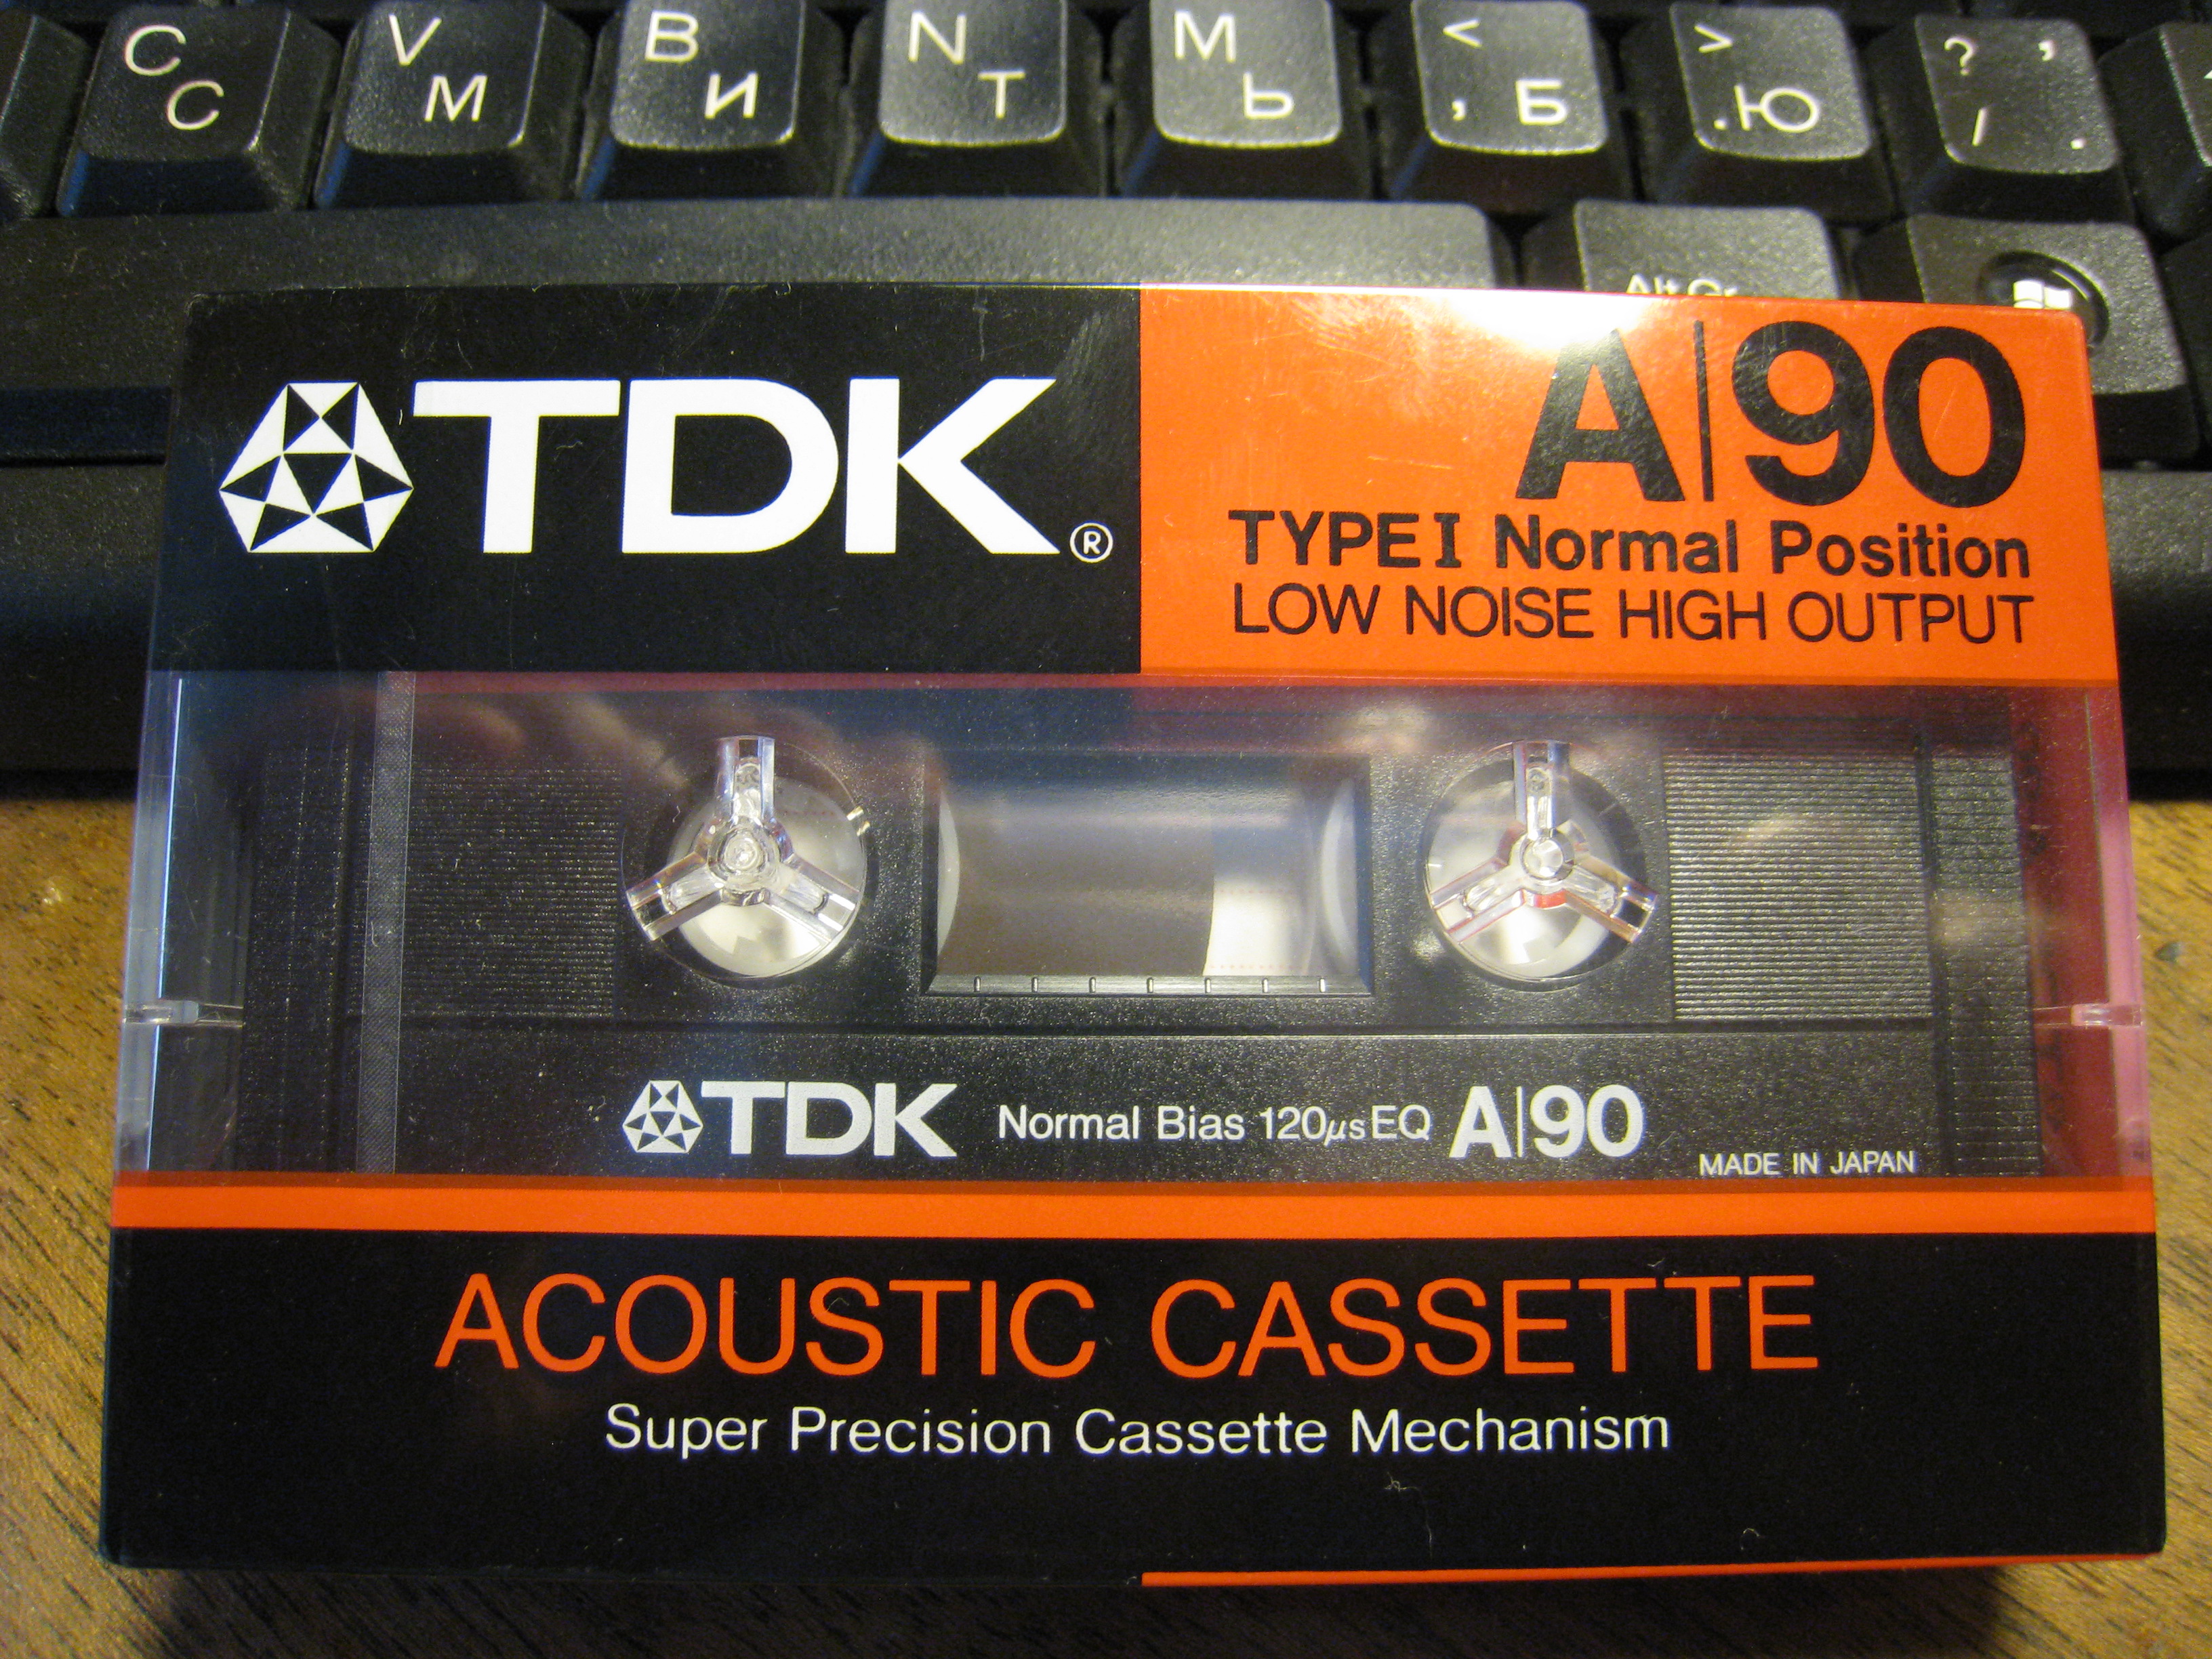 C V B N M < > ? ,
C М И Т Ь , Б . Ю / .
Alt Gr
TDK®
A|90
TYPE I Normal Position
LOW NOISE HIGH OUTPUT
TDK Normal Bias 120µs EQ A|90
MADE IN JAPAN
ACOUSTIC CASSETTE
Super Precision Cassette Mechanism